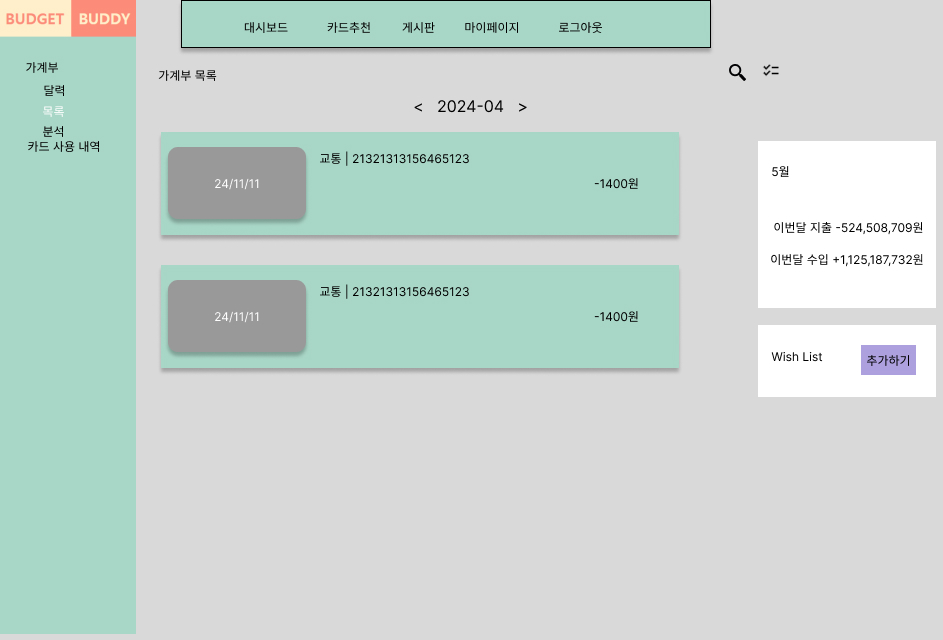 BUDGET BUDDY
대시보드 카드추천 게시판 마이페이지 로그아웃
가계부
달력
목록
분석
카드 사용 내역
가계부 목록
< 2024-04 >
24/11/11
교통 | 21321313156465123
-1400원
24/11/11
교통 | 21321313156465123
-1400원
5월
이번달 지출 -524,508,709원
이번달 수입 +1,125,187,732원
Wish List
추가하기